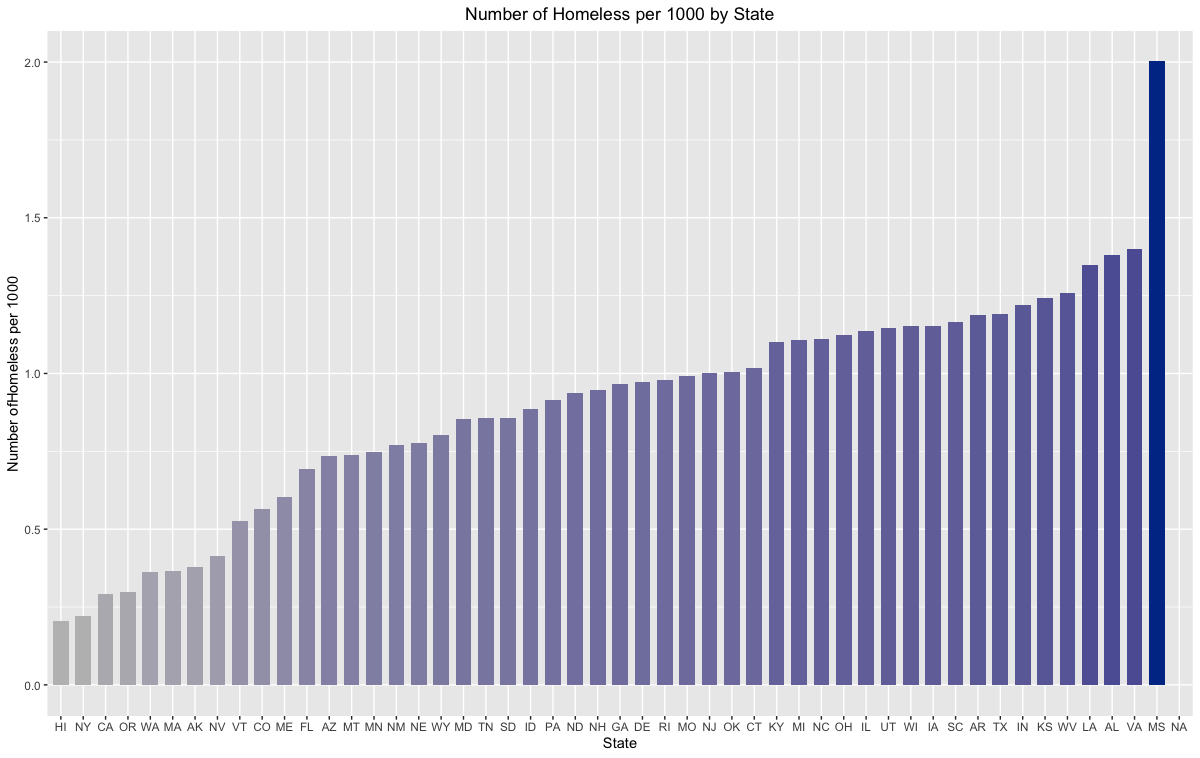 Number of Homeless per 1000 by State
Number ofHomeless per 1000
2.0
1.5
1.0
0.5
0.0
HI NY CA OR WA MA AK NV VT CO ME FL AZ MT MN NM NE WY MD TN SD ID PA ND NH GA DE RI MO NJ OK CT KY MI NC OH IL UT WI IA SC AR TX IN KS WV LA AL VA MS NA
State